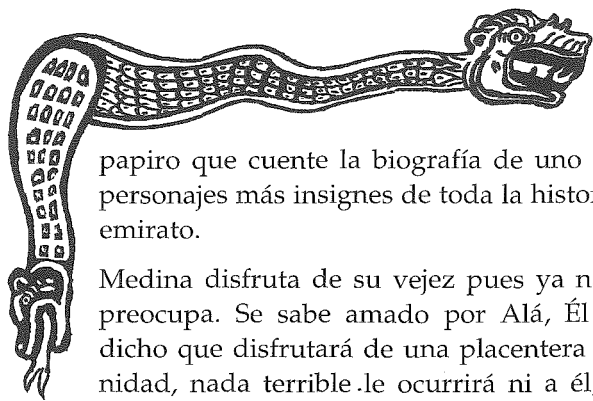 papiro que cuente la biografía de uno
personajes más insignes de toda la histo
emirato.
Medina disfruta de su vejez pues ya n
preocupa. Se sabe amado por Alá, Él
dicho que disfrutará de una placentera
nidad, nada terrible .le ocurrirá ni a él,